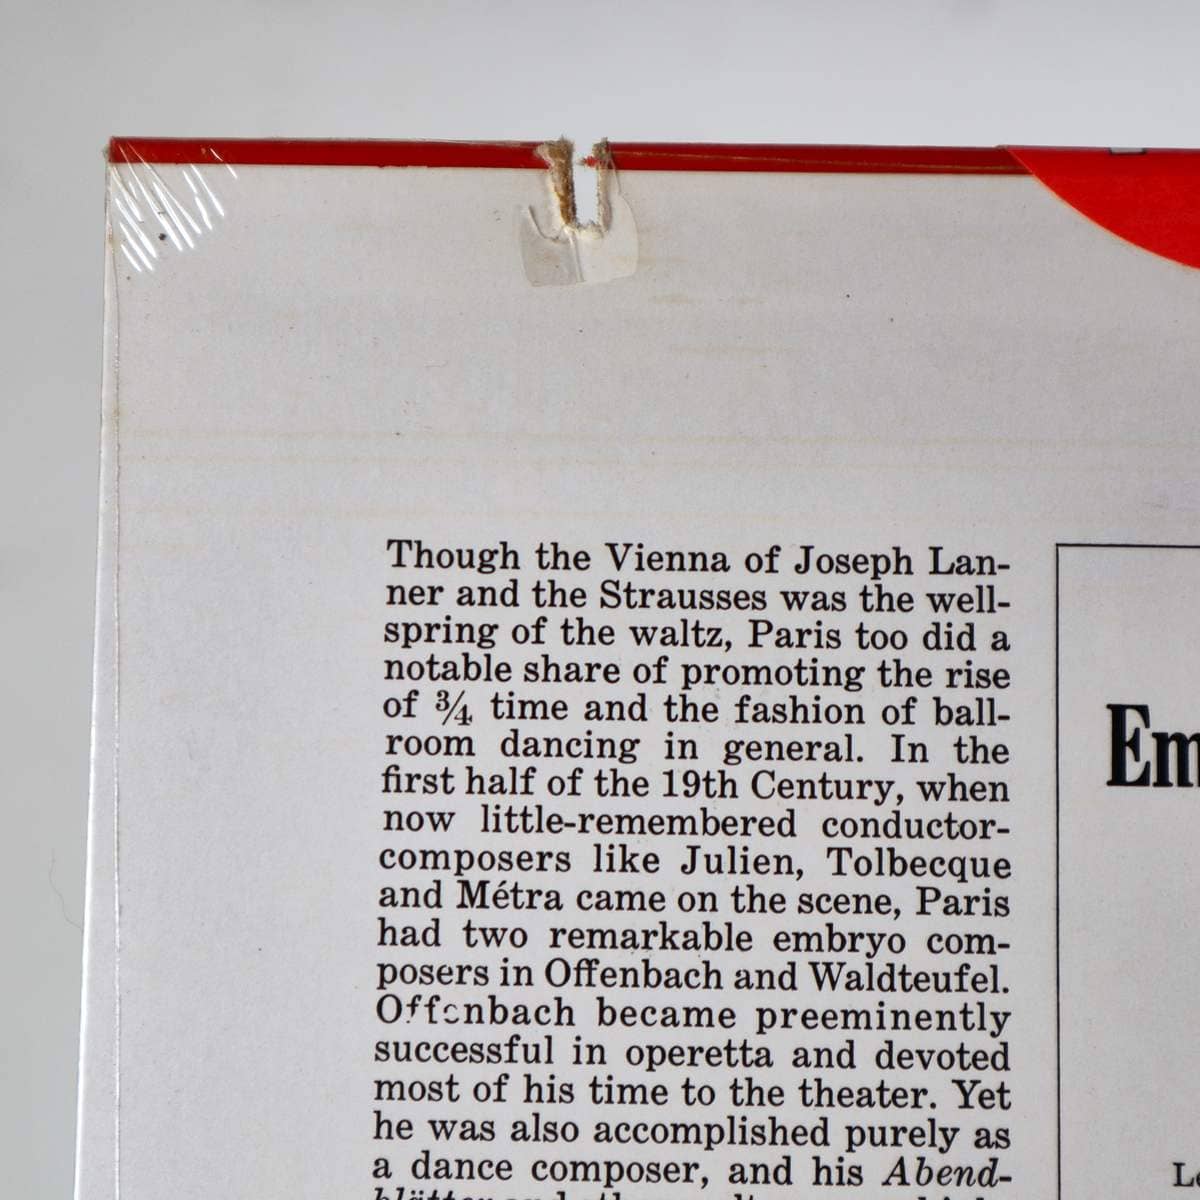 Though the Vienna of Joseph Lan-
ner and the Strausses was the well-
spring of the waltz, Paris too did a
notable share of promoting the rise
of ¾ time and the fashion of ball-
room dancing in general. In the
first half of the 19th Century, when
now little-remembered conductor-
composers like Julien, Tolbecque
and Métra came on the scene, Paris
had two remarkable embryo com-
posers in Offenbach and Waldteufel.
Offenbach became preeminently
successful in operetta and devoted
most of his time to the theater. Yet
he was also accomplished purely as
a dance composer, and his Abend-
Em